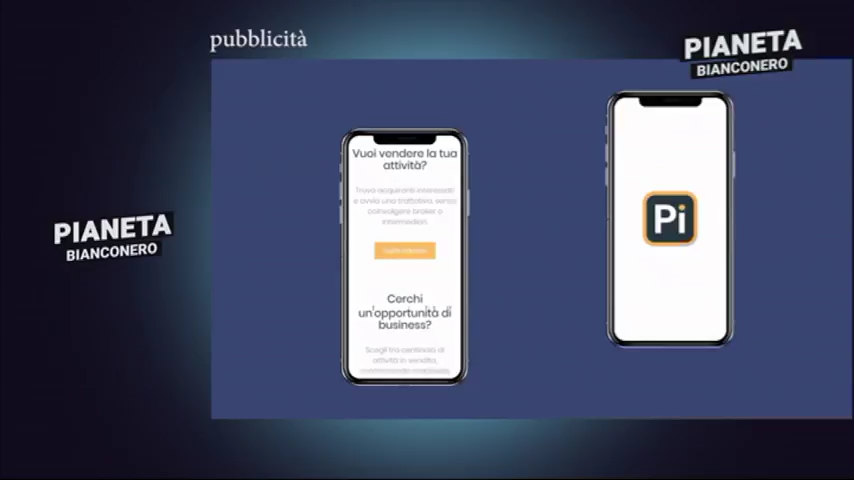 pubblicità
PIANETA
BIANCONERO
PIANETA
BIANCONERO
Vuoi vendere la tua
attività?
Trova acquirenti interessati
e avvia una trattativa, senza
coinvolgere broker o
intermediari.
Cerchi
un'opportunità di
business?
Scegli tra centinaia di
attività in vendita,
Pi